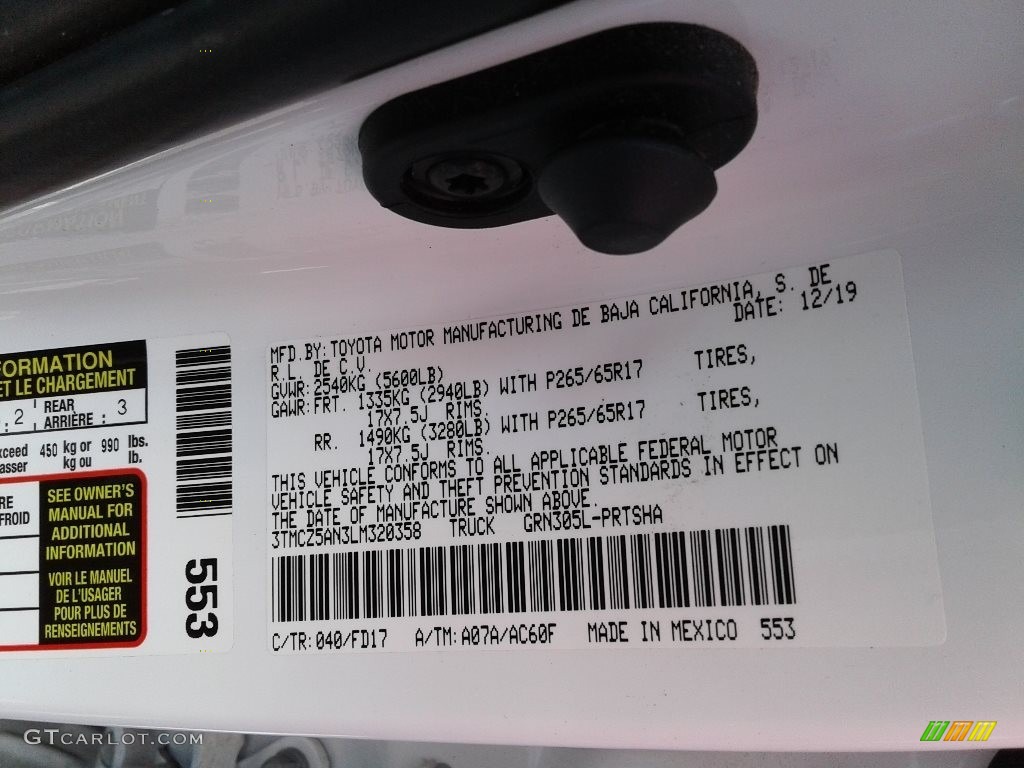 MFD.BY:TOYOTA MOTOR MANUFACTURING DE BAJA CALIFORNIA, S. DE
R.L. DE C.V. DATE: 12/19
GVWR:2540KG (5600LB)
GAWR:FRT. 1335KG (2940LB) WITH P265/65R17 TIRES,
17X7.5J RIMS.
RR. 1490KG (3280LB) WITH P265/65R17 TIRES,
17X7.5J RIMS.
THIS VEHICLE CONFORMS TO ALL APPLICABLE FEDERAL MOTOR
VEHICLE SAFETY AND THEFT PREVENTION STANDARDS IN EFFECT ON
THE DATE OF MANUFACTURE SHOWN ABOVE.
3TMCZ5AN3LM320358 TRUCK GRN305L-PRTSHA
C/TR:040/FD17 A/TM:A07A/AC60F MADE IN MEXICO 553
FORMATION
ET LE CHARGEMENT
: 2 REAR
ARRIÈRE : 3
450 kg or 990 lbs.
kg ou lb.
SEE OWNER'S
MANUAL FOR
ADDITIONAL
INFORMATION
VOIR LE MANUEL
DE L'USAGER
POUR PLUS DE
RENSEIGNEMENTS
553
GTCARLOT.COM